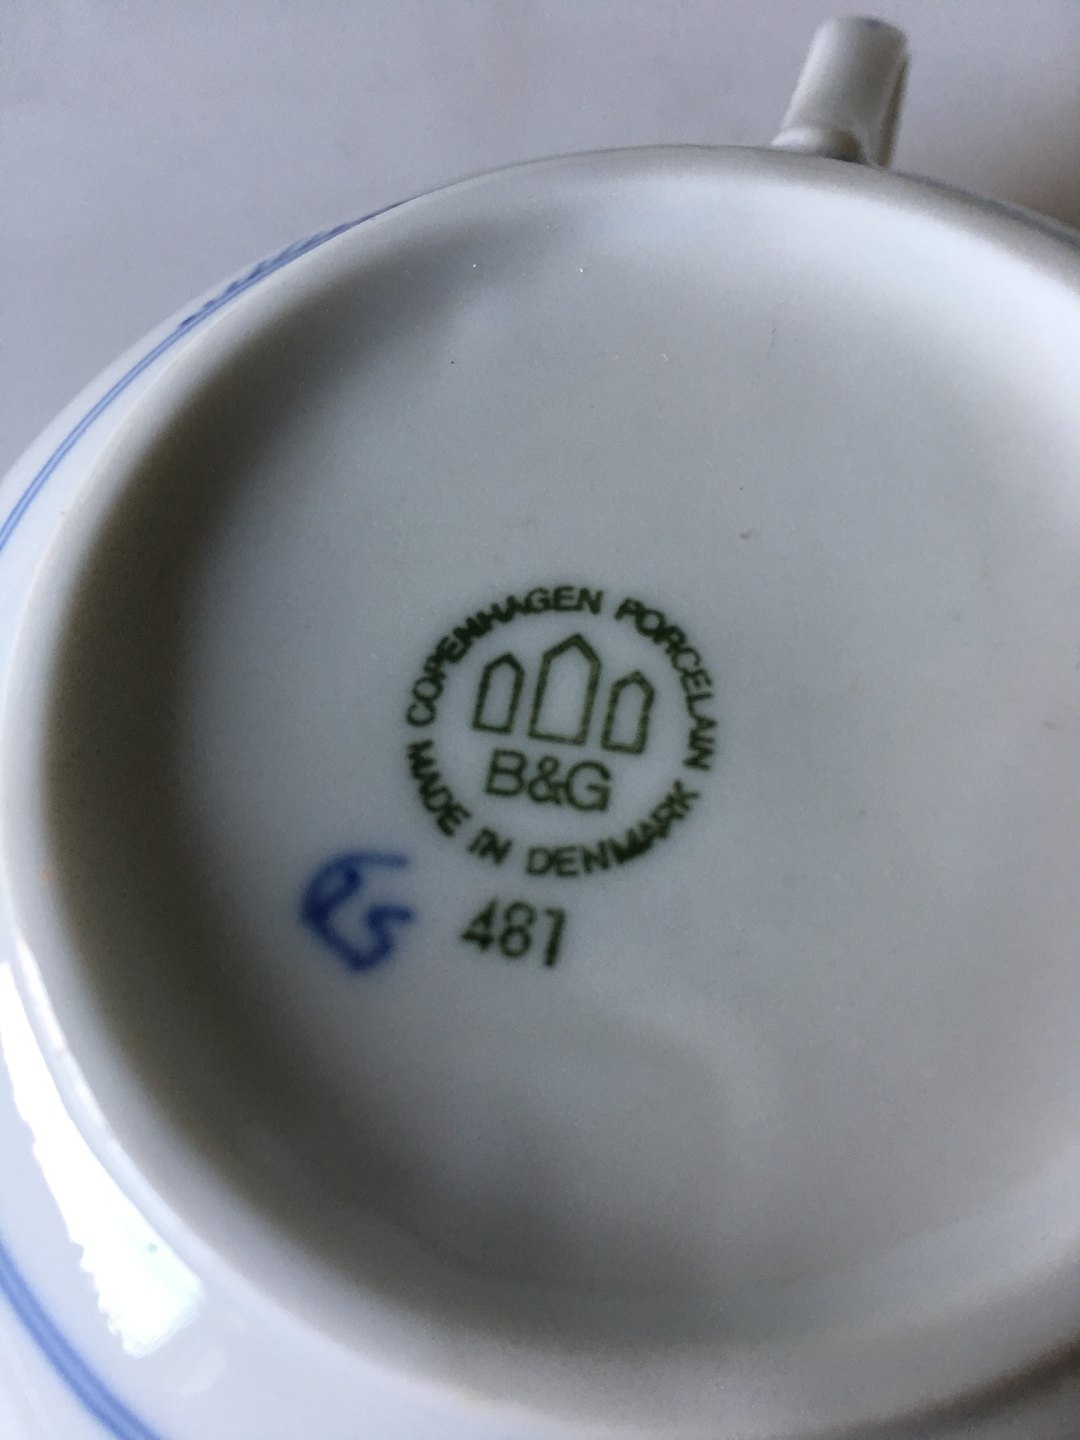 COPENHAGEN PORCELAIN
B&G
MADE IN DENMARK
481